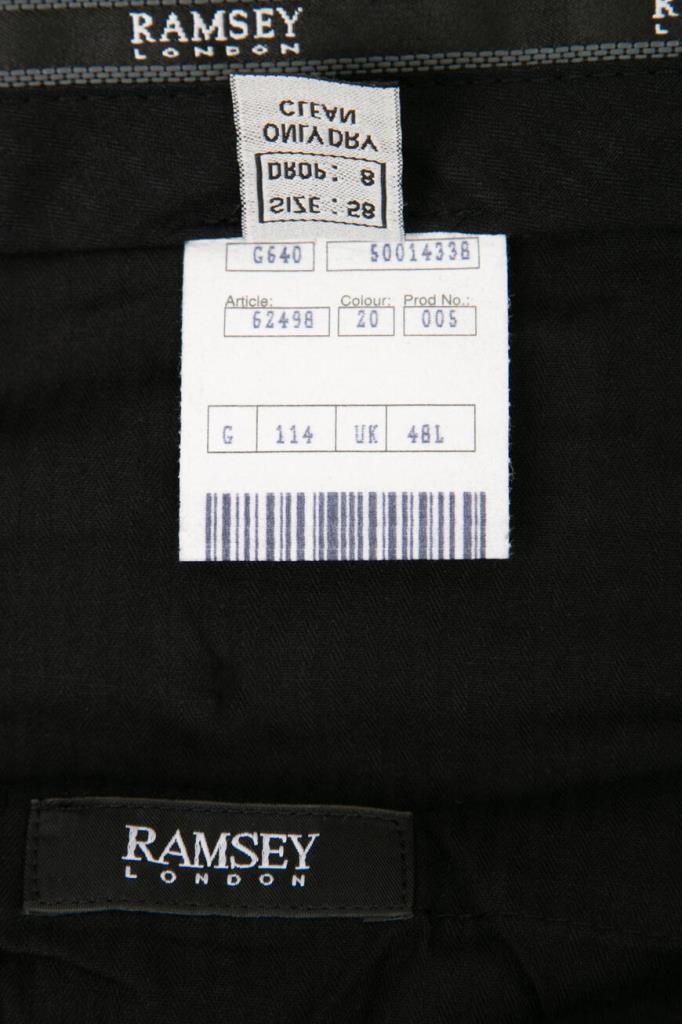 RAMSEY
LONDON
CLEAN
ONLY DRY
DROP: 8
SIZE : 58
G640 50014338
Article: Colour: Prod No.:
62498 20 005
G 114 UK 48L
RAMSEY
LONDON